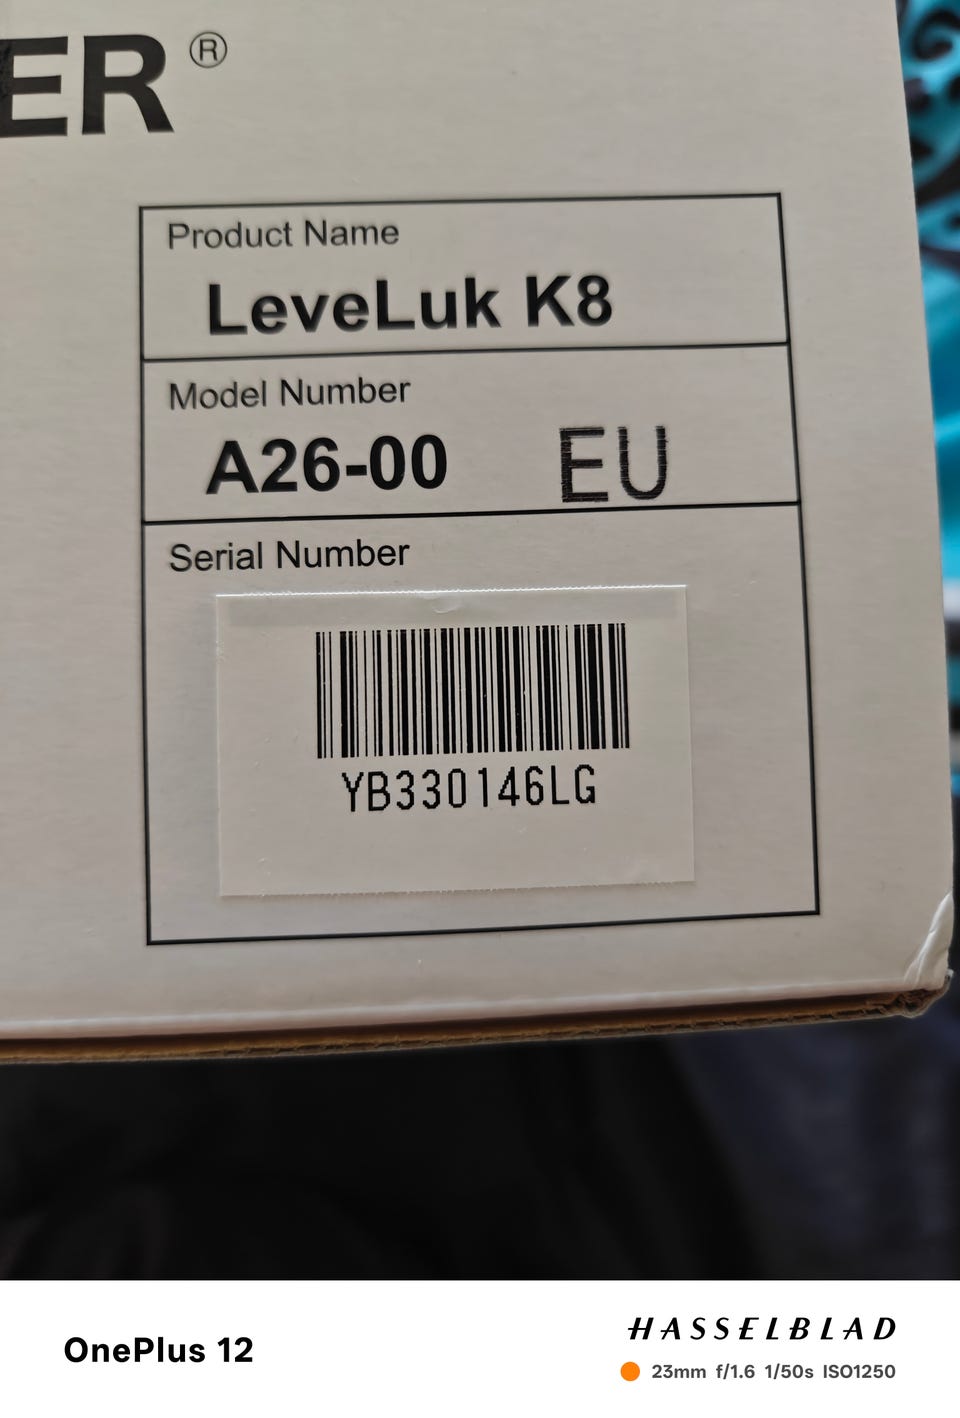 ER®
Product Name
LeveLuk K8
Model Number
A26-00 EU
Serial Number
YB330146LG
OnePlus 12
HASSELBLAD
23mm f/1.6 1/50s ISO1250